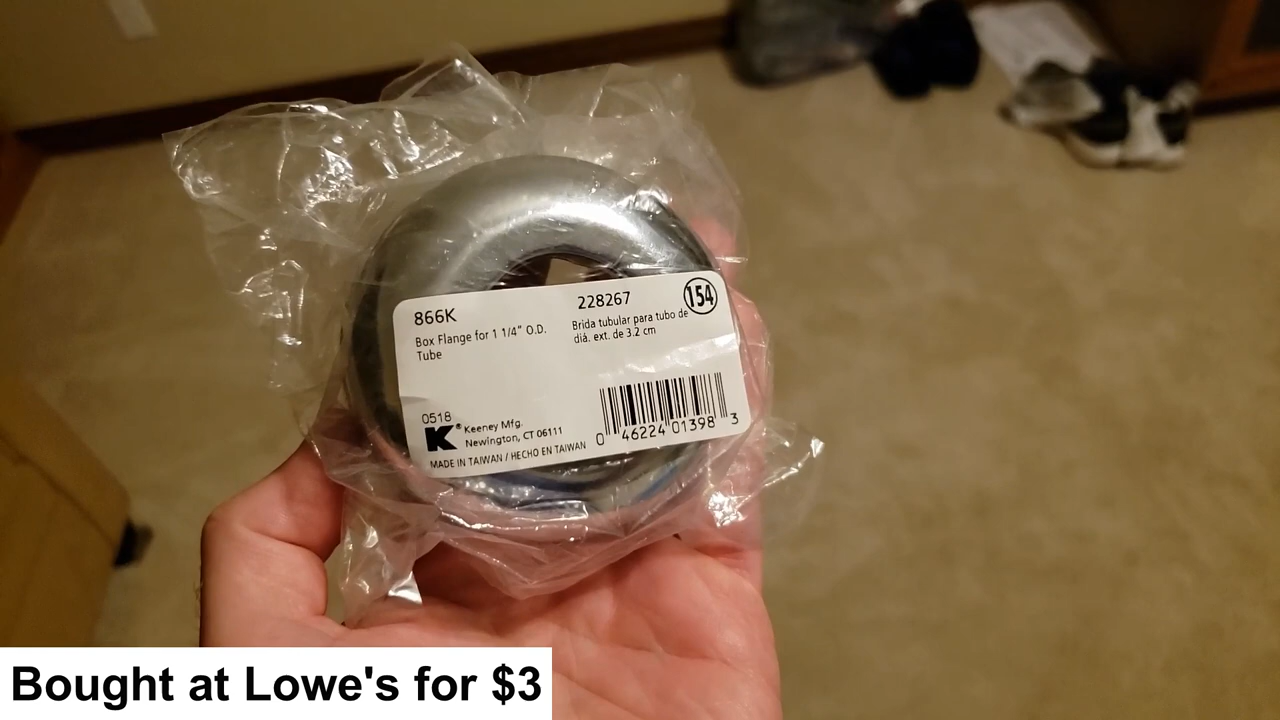 866K
228267
154
Box Flange for 1 1/4" O.D.
Tube
Brida tubular para tubo de
diá. ext. de 3.2 cm
0518
K® Keeney Mfg.
Newington, CT 06111
MADE IN TAIWAN / HECHO EN TAIWAN
0 46224 01398 3
Bought at Lowe's for $3